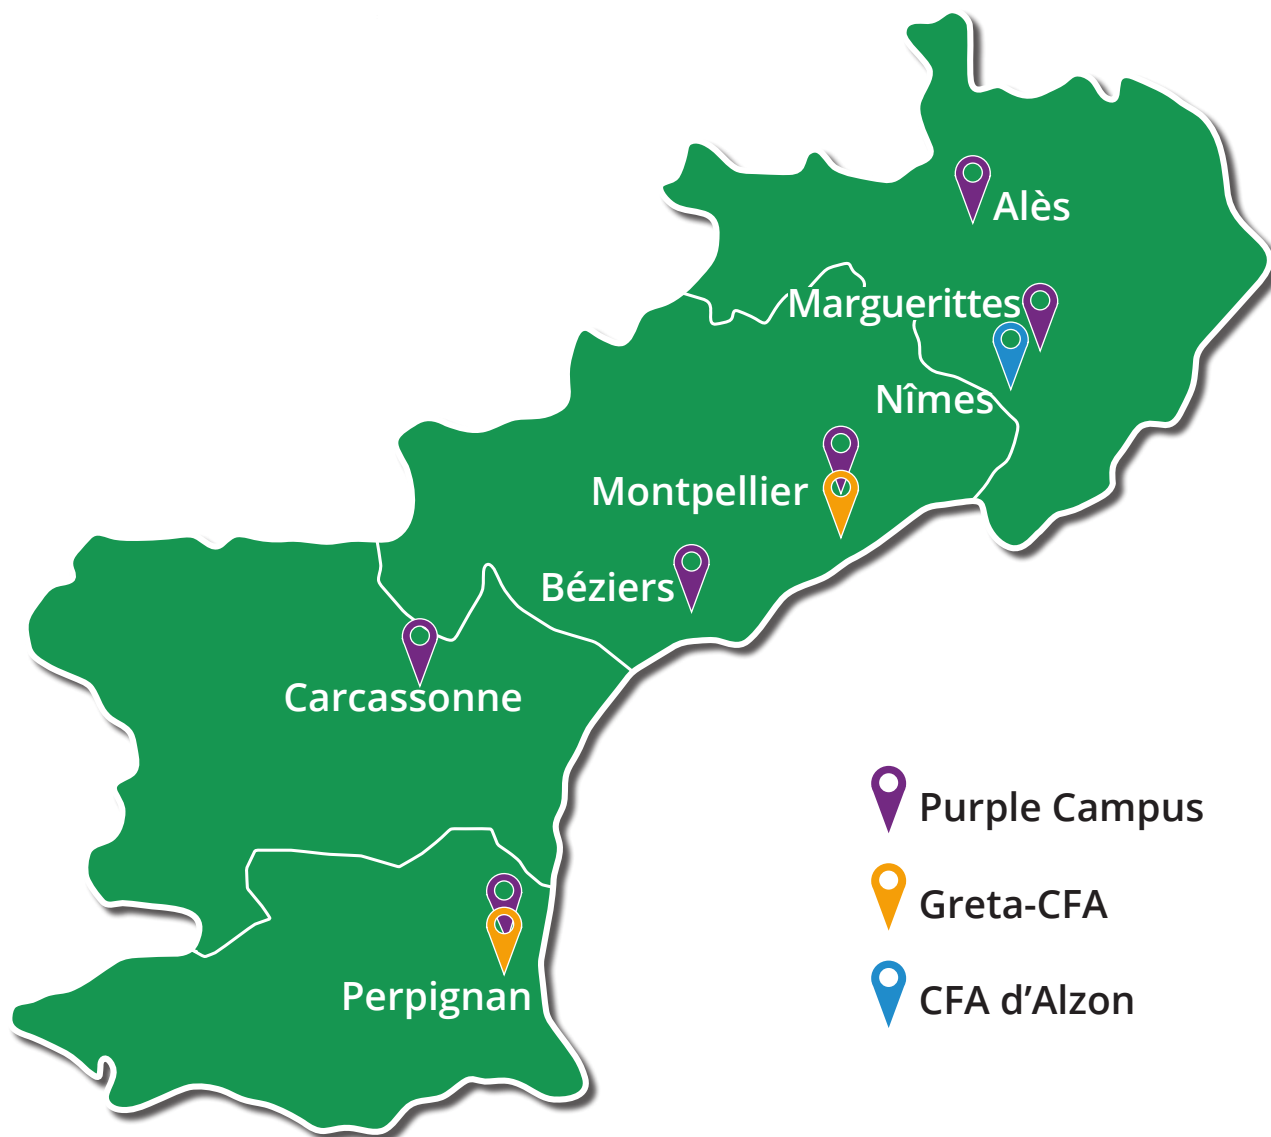 Alès
Marguerittes
Nîmes
Montpellier
Béziers
Carcassonne
Perpignan
Purple Campus
Greta-CFA
CFA d’Alzon